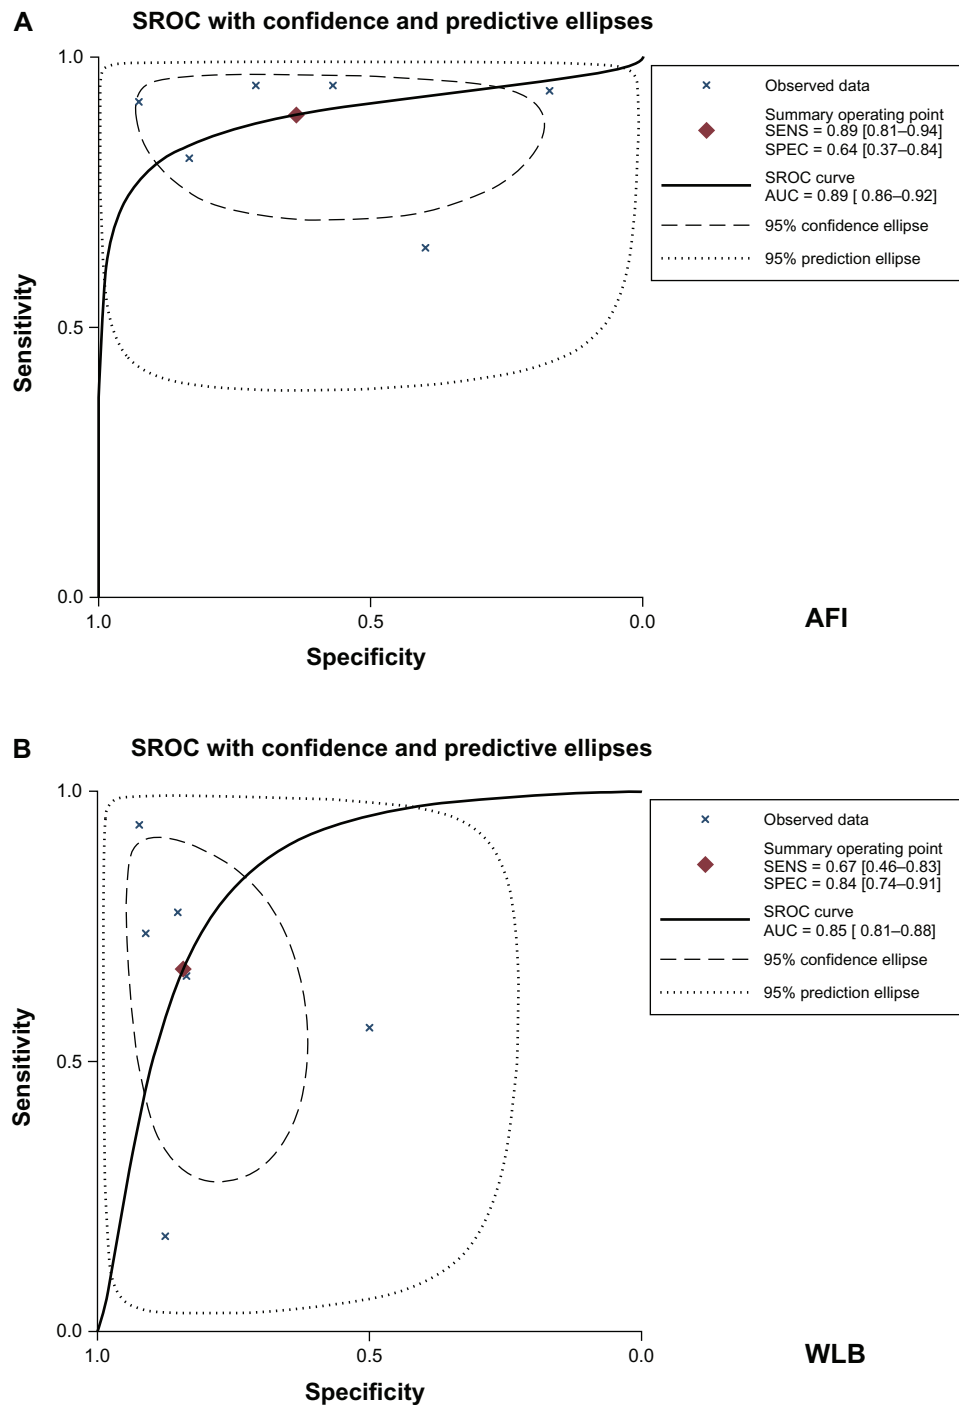 A
SROC with confidence and predictive ellipses
1.0
0.5
0.0
Sensitivity
1.0
0.5
0.0
Specificity
Observed data
Summary operating point
SENS = 0.89 [0.81–0.94]
SPEC = 0.64 [0.37–0.84]
SROC curve
AUC = 0.89 [ 0.86–0.92]
95% confidence ellipse
95% prediction ellipse
AFI
B
SROC with confidence and predictive ellipses
1.0
0.5
0.0
Sensitivity
1.0
0.5
0.0
Specificity
Observed data
Summary operating point
SENS = 0.67 [0.46–0.83]
SPEC = 0.84 [0.74–0.91]
SROC curve
AUC = 0.85 [ 0.81–0.88]
95% confidence ellipse
95% prediction ellipse
WLB